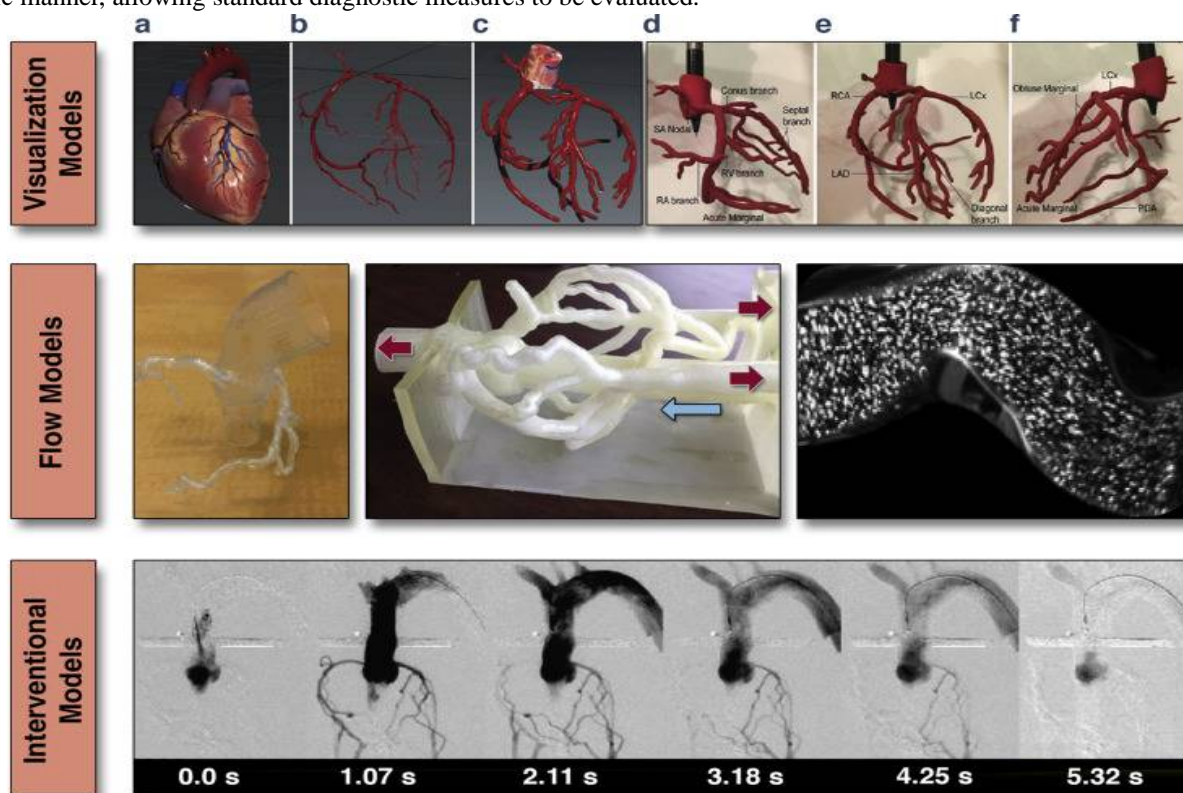 e manner, allowing standard diagnostic measures to be evaluated.
a b c d e f
Visualization
Models
Conus branch
Septal
branch
SA Nodal
RV branch
RA branch
Acute Marginal
RCA
LCx
LAD
Diagonal
branch
LCx
Obtuse Marginal
Acute Marginal
PDA
Flow Models
Interventional
Models
0.0 s 1.07 s 2.11 s 3.18 s 4.25 s 5.32 s